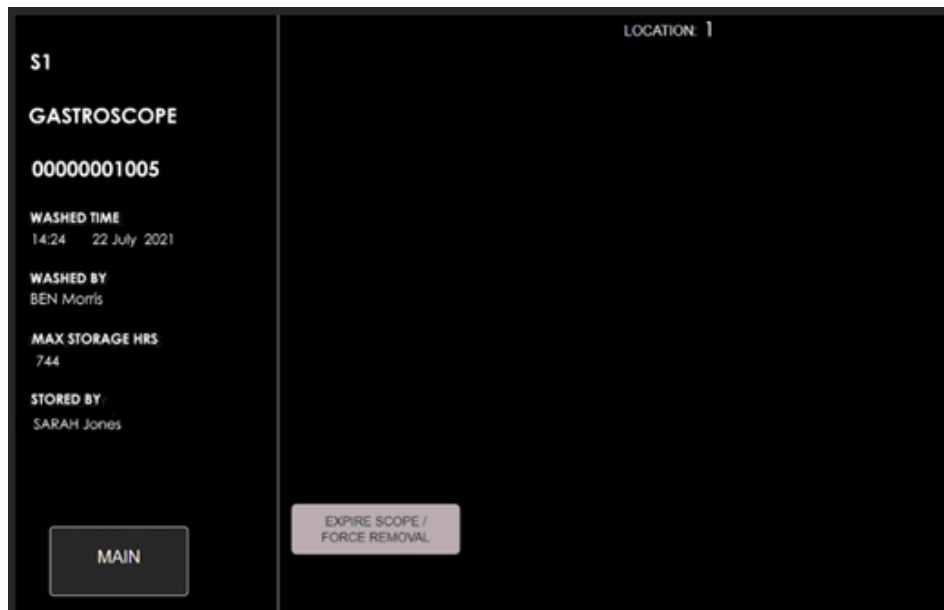 LOCATION: 1
S1
GASTROSCOPE
00000001005
WASHED TIME
14:24 22 July 2021
WASHED BY
BEN Morris
MAX STORAGE HRS
744
STORED BY
SARAH Jones
EXPIRE SCOPE /
FORCE REMOVAL
MAIN